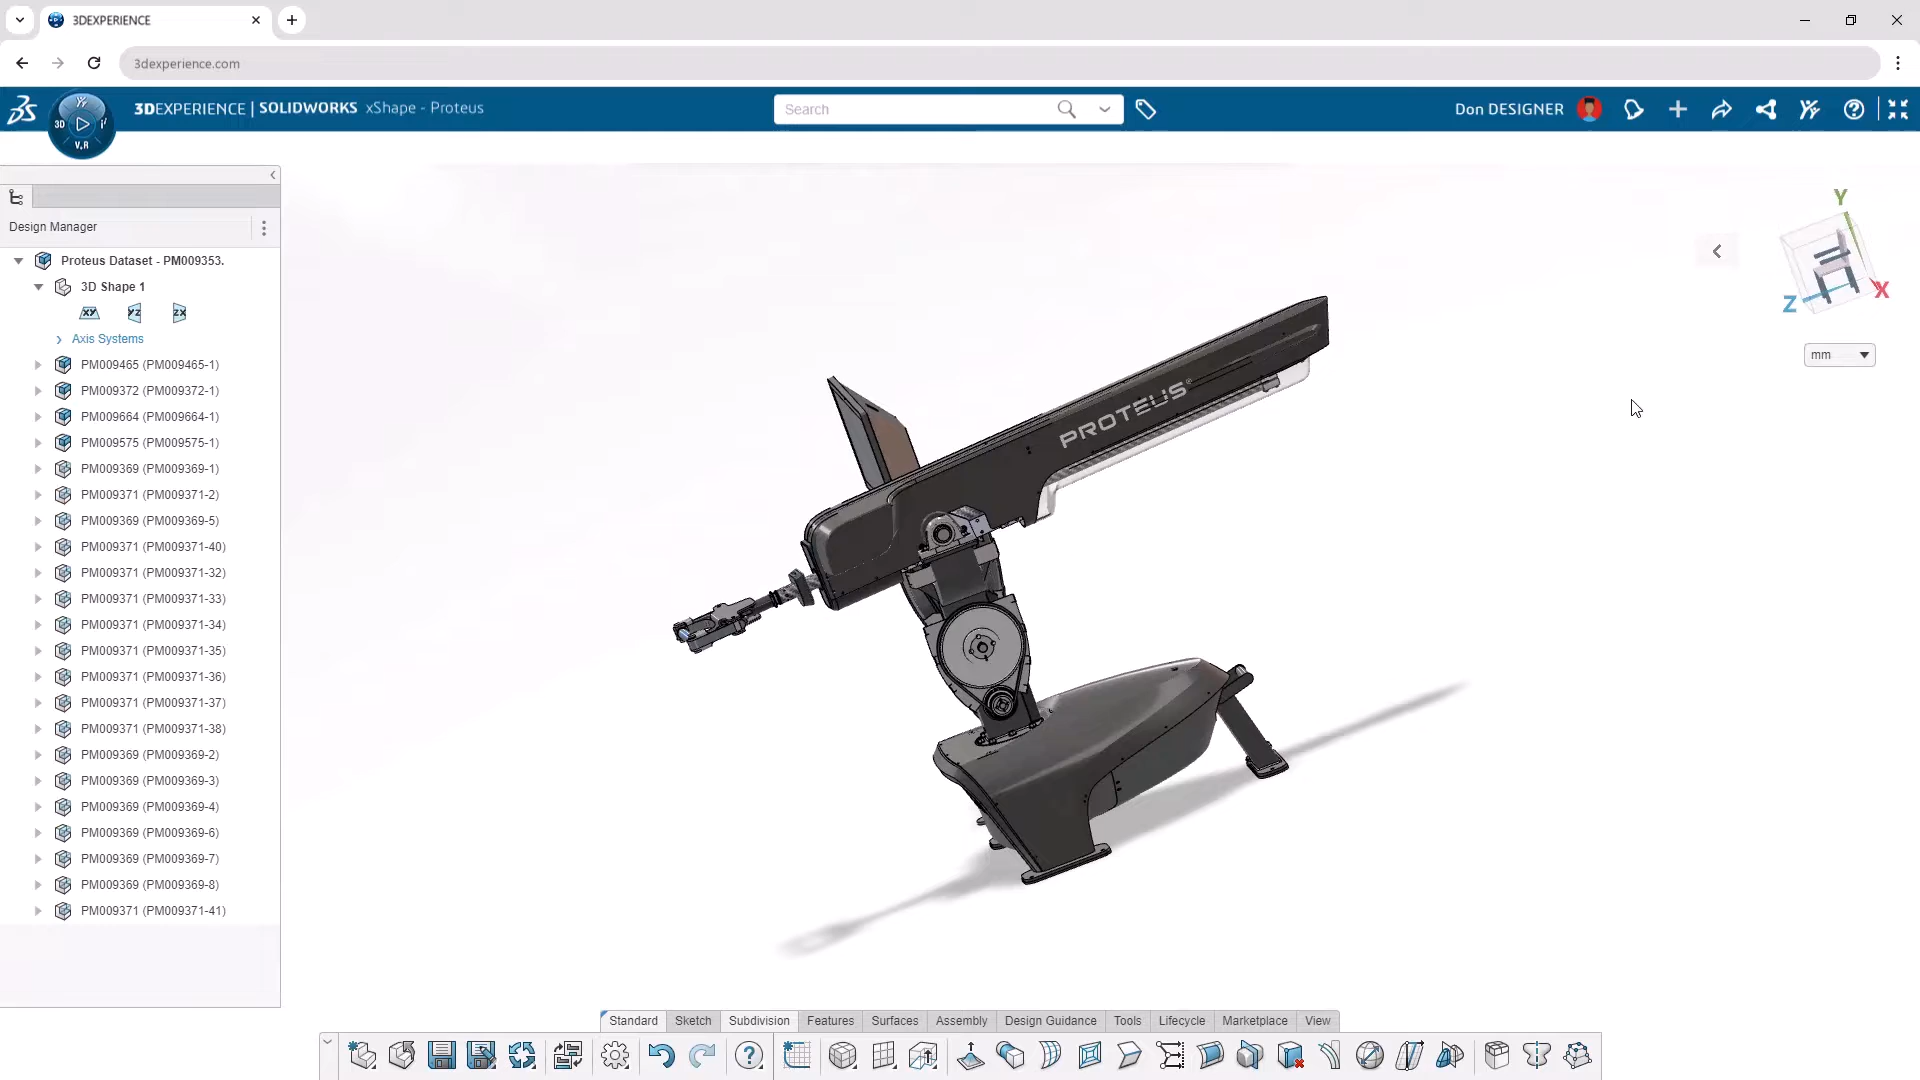 3DEXPERIENCE
3dexperience.com
3DEXPERIENCE | SOLIDWORKS xShape - Proteus
Search
Don DESIGNER
3D
V.R
Design Manager
Proteus Dataset - PM009353.
3D Shape 1
XY YZ ZX
Axis Systems
PM009465 (PM009465-1)
PM009372 (PM009372-1)
PM009664 (PM009664-1)
PM009575 (PM009575-1)
PM009369 (PM009369-1)
PM009371 (PM009371-2)
PM009369 (PM009369-5)
PM009371 (PM009371-40)
PM009371 (PM009371-32)
PM009371 (PM009371-33)
PM009371 (PM009371-34)
PM009371 (PM009371-35)
PM009371 (PM009371-36)
PM009371 (PM009371-37)
PM009371 (PM009371-38)
PM009369 (PM009369-2)
PM009369 (PM009369-3)
PM009369 (PM009369-4)
PM009369 (PM009369-6)
PM009369 (PM009369-7)
PM009369 (PM009369-8)
PM009371 (PM009371-41)
PROTEUS®
Y
Z
X
mm
Standard Sketch Subdivision Features Surfaces Assembly Design Guidance Tools Lifecycle Marketplace View